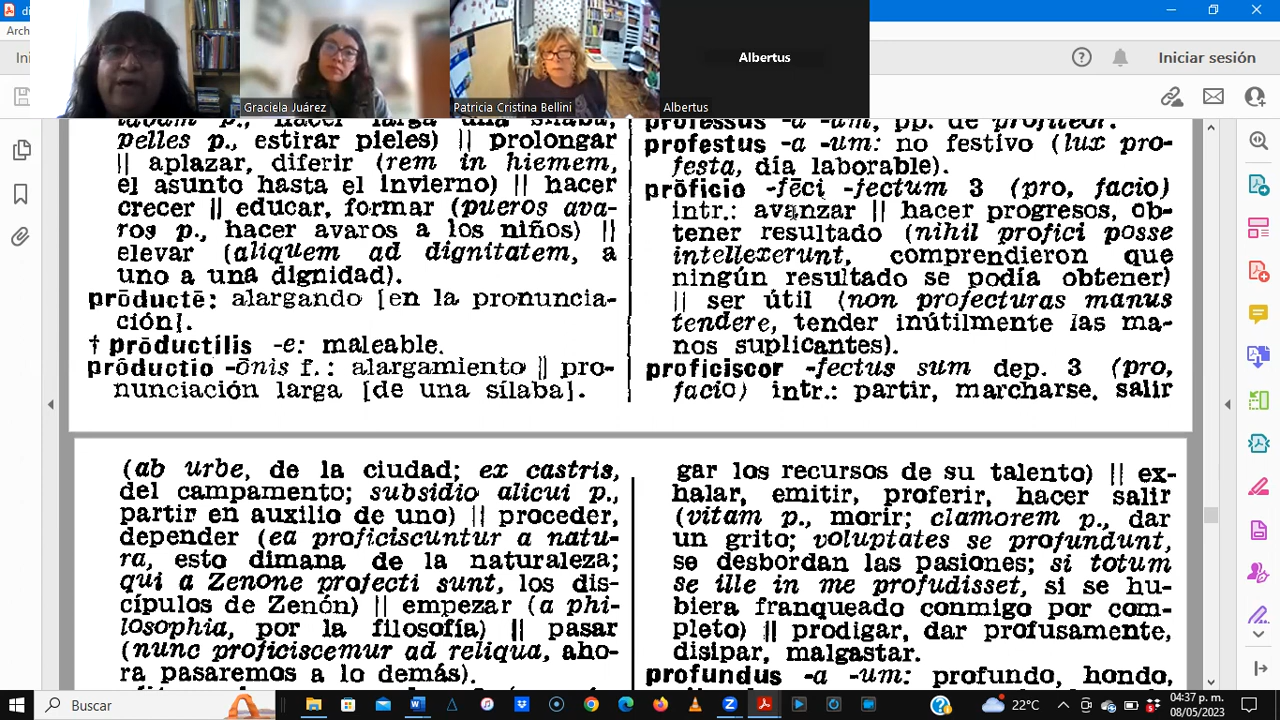 Iniciar sesión
Albertus
Graciela Juárez
Patricia Cristina Bellini
Albertus
p., hacer larga una sílaba,
pelles p., estirar pieles) || prolongar
|| aplazar, diferir (rem in hiemem,
el asunto hasta el invierno) || hacer
crecer || educar, formar (pueros ava-
ros p., hacer avaros a los niños) ||
elevar (aliquem ad dignitatem, a
uno a una dignidad).
prōductē: alargando [en la pronuncia-
ción].
† prōductilis -e: maleable.
prōductio -ōnis f.: alargamiento || pro-
nunciación larga [de una sílaba].
professus -a -um, pp. de profiteor.
profestus -a -um: no festivo (lux pro-
festa, día laborable).
prōficio -fēci -fectum 3 (pro, facio)
intr.: avanzar || hacer progresos, ob-
tener resultado (nihil profici posse
intellexerunt, comprendieron que
ningún resultado se podía obtener)
|| ser útil (non profecturas manus
tendere, tender inútilmente las ma-
nos suplicantes).
proficiscor -fectus sum dep. 3 (pro,
facio) intr.: partir, marcharse, salir
(ab urbe, de la ciudad; ex castris,
del campamento; subsidio alicui p.,
partir en auxilio de uno) || proceder,
depender (ea proficiscuntur a natu-
ra, esto dimana de la naturaleza;
qui a Zenone profecti sunt, los dis-
cípulos de Zenón) || empezar (a phi-
losophia, por la filosofía) || pasar
(nunc proficiscemur ad reliqua, aho-
ra pasaremos a lo demás).
gar los recursos de su talento) || ex-
halar, emitir, proferir, hacer salir
(vitam p., morir; clamorem p., dar
un grito; voluptates se profundunt,
se desbordan las pasiones; si totum
se ille in me profudisset, si se hu-
biera franqueado conmigo por com-
pleto) || prodigar, dar profusamente,
disipar, malgastar.
profundus -a -um: profundo, hondo,
Buscar
22°C
04:37 p. m.
08/05/2023